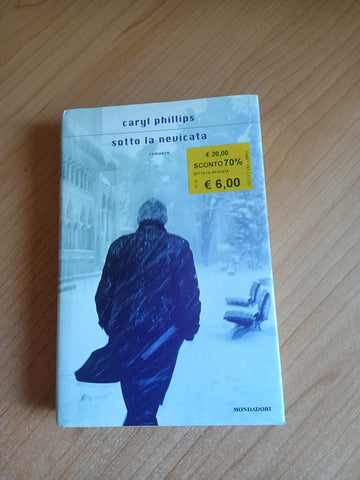 caryl phillips
sotto la nevicata
romanzo
€ 20,00
SCONTO 70%
SOTTO LA NEVICATA
€ 6,00
MONDADORI